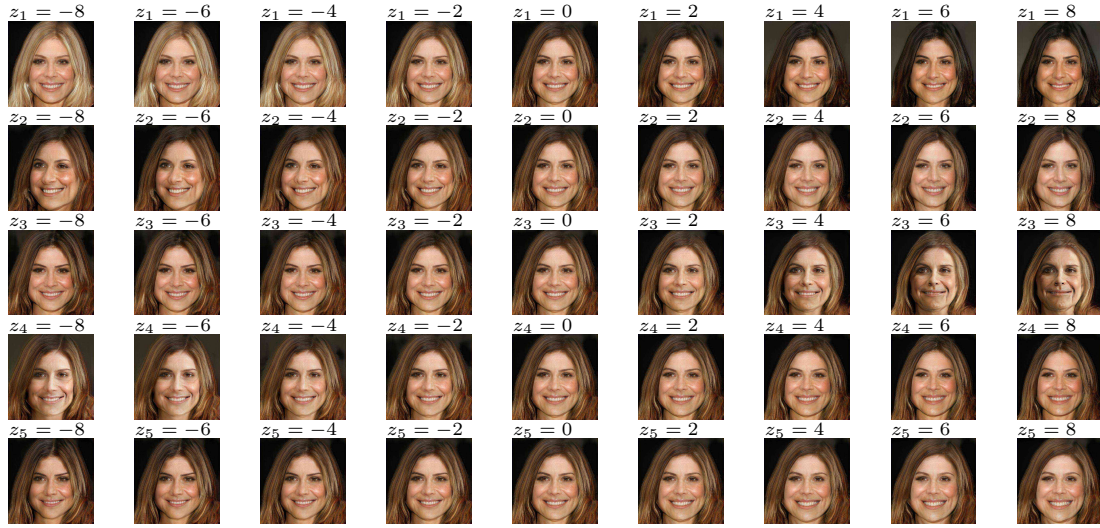 z₁ = −8 z₁ = −6 z₁ = −4 z₁ = −2 z₁ = 0 z₁ = 2 z₁ = 4 z₁ = 6 z₁ = 8
z₂ = −8 z₂ = −6 z₂ = −4 z₂ = −2 z₂ = 0 z₂ = 2 z₂ = 4 z₂ = 6 z₂ = 8
z₃ = −8 z₃ = −6 z₃ = −4 z₃ = −2 z₃ = 0 z₃ = 2 z₃ = 4 z₃ = 6 z₃ = 8
z₄ = −8 z₄ = −6 z₄ = −4 z₄ = −2 z₄ = 0 z₄ = 2 z₄ = 4 z₄ = 6 z₄ = 8
z₅ = −8 z₅ = −6 z₅ = −4 z₅ = −2 z₅ = 0 z₅ = 2 z₅ = 4 z₅ = 6 z₅ = 8